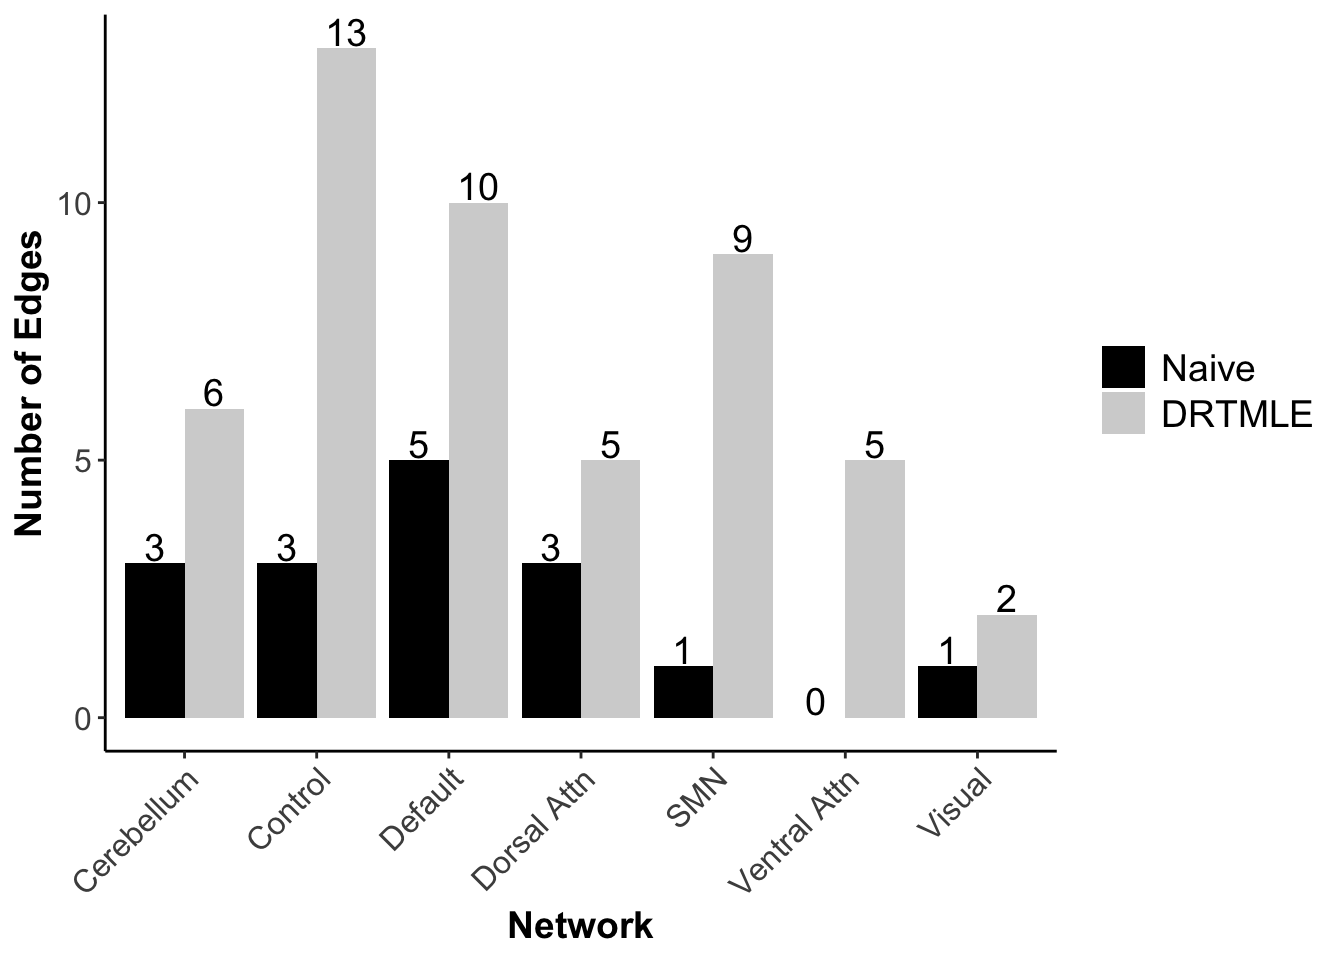 13
10
10
9
6
5
5
5
5
3
3
3
2
1
1
0
0
Number of Edges
Cerebellum
Control
Default
Dorsal Attn
SMN
Ventral Attn
Visual
Network
Naive
DRTMLE